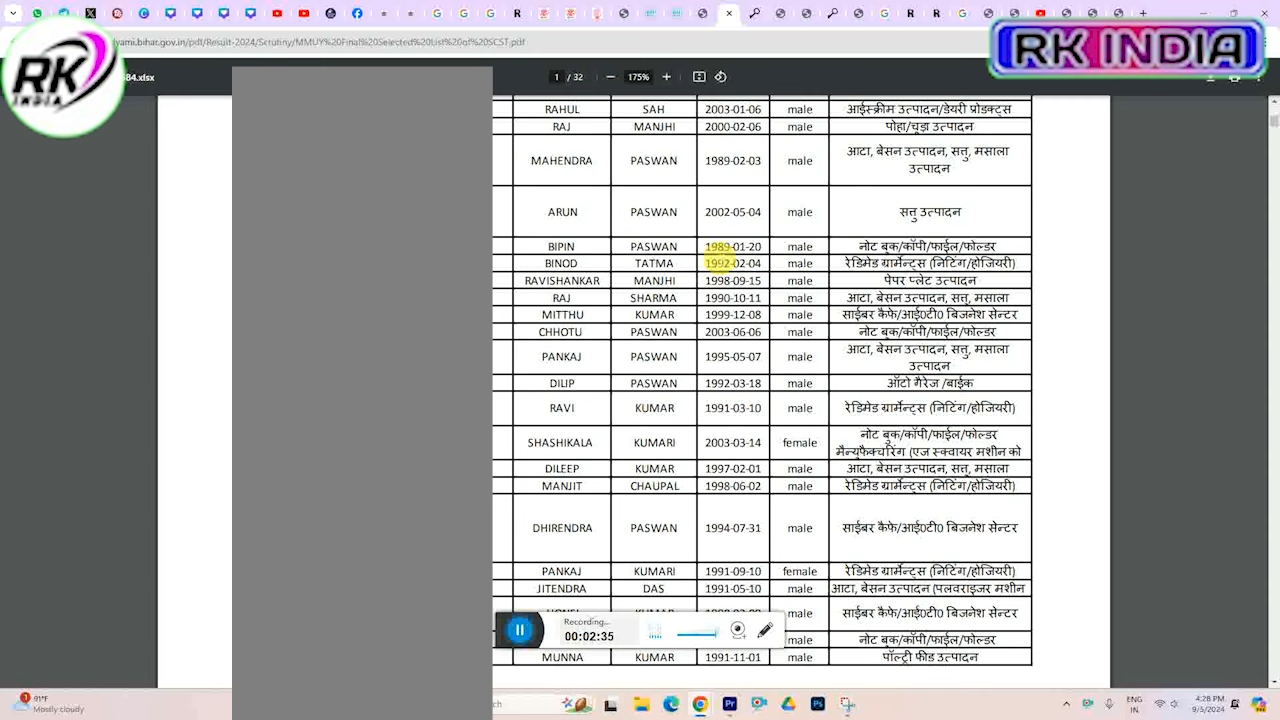 dyami.bihar.gov.in/pdf/Result-2024/Scrutiny/MMUY%20Final%20Selected%20List%20of%20SCST.pdf
RK INDIA
RK
INDIA
84.xlsx
1 / 32
175%
RAHUL SAH 2003-01-06 male आईस्क्रीम उत्पादन/डेयरी प्रोडक्ट्स
RAJ MANJHI 2000-02-06 male पोहा/चूड़ा उत्पादन
MAHENDRA PASWAN 1989-02-03 male आटा, बेसन उत्पादन, सत्तु, मसाला
उत्पादन
ARUN PASWAN 2002-05-04 male सत्तु उत्पादन
BIPIN PASWAN 1989-01-20 male नोट बुक/कॉपी/फाईल/फोल्डर
BINOD TATMA 1992-02-04 male रेडिमेड ग्रार्मेन्ट्स (निटिंग/होजियरी)
RAVISHANKAR MANJHI 1998-09-15 male पेपर प्लेट उत्पादन
RAJ SHARMA 1990-10-11 male आटा, बेसन उत्पादन, सत्तु, मसाला
MITTHU KUMAR 1999-12-08 male साईबर कैफे/आई0टी0 बिजनेश सेन्टर
CHHOTU PASWAN 2003-06-06 male नोट बुक/कॉपी/फाईल/फोल्डर
PANKAJ PASWAN 1995-05-07 male आटा, बेसन उत्पादन, सत्तु, मसाला
उत्पादन
DILIP PASWAN 1992-03-18 male ऑटो गैरेज /बाईक
RAVI KUMAR 1991-03-10 male रेडिमेड ग्रार्मेन्ट्स (निटिंग/होजियरी)
SHASHIKALA KUMARI 2003-03-14 female नोट बुक/कॉपी/फाईल/फोल्डर
मैन्युफैक्चरिंग (एज स्क्वायर मशीन को
DILEEP KUMAR 1997-02-01 male आटा, बेसन उत्पादन, सत्तु, मसाला
MANJIT CHAUPAL 1998-06-02 male रेडिमेड ग्रार्मेन्ट्स (निटिंग/होजियरी)
DHIRENDRA PASWAN 1994-07-31 male साईबर कैफे/आई0टी0 बिजनेश सेन्टर
PANKAJ KUMARI 1991-09-10 female रेडिमेड ग्रार्मेन्ट्स (निटिंग/होजियरी)
JITENDRA DAS 1991-05-10 male आटा, बेसन उत्पादन (पलवराइजर मशीन
male साईबर कैफे/आई0टी0 बिजनेश सेन्टर
Recording...
00:02:35
male नोट बुक/कॉपी/फाईल/फोल्डर
MUNNA KUMAR 1991-11-01 male पॉल्ट्री फीड उत्पादन
1
91°F
Mostly cloudy
Pr
Ps
ENG
IN
4:28 PM
9/3/2024